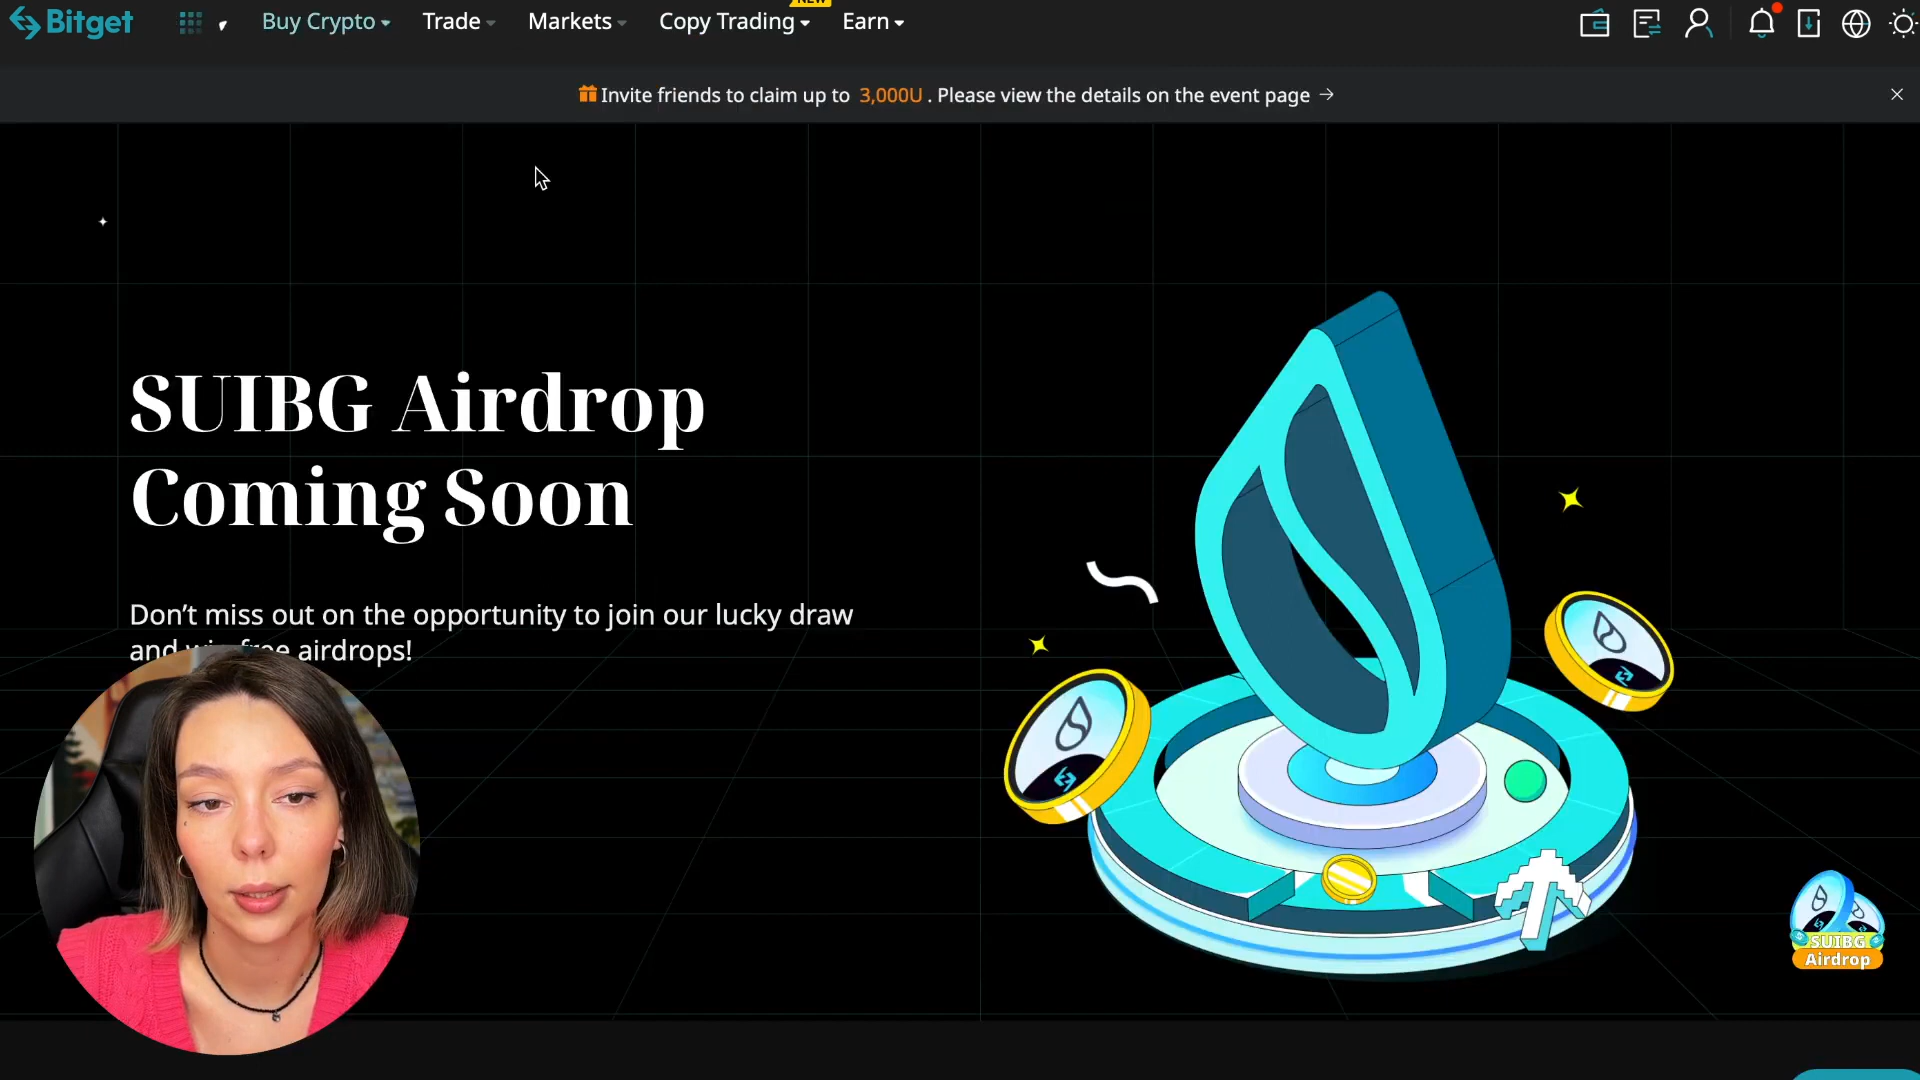 Bitget
Buy Crypto
Trade
Markets
Copy Trading
NEW
Earn
Invite friends to claim up to 3,000U . Please view the details on the event page →
SUIBG Airdrop
Coming Soon
Don’t miss out on the opportunity to join our lucky draw
and free airdrops!
SUIBG
Airdrop